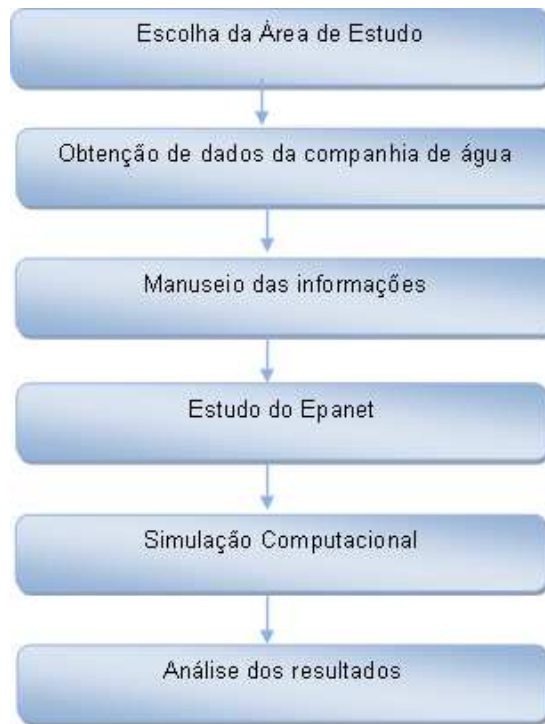 Escolha da Área de Estudo
Obtenção de dados da companhia de água
Manuseio das informações
Estudo do Epanet
Simulação Computacional
Análise dos resultados